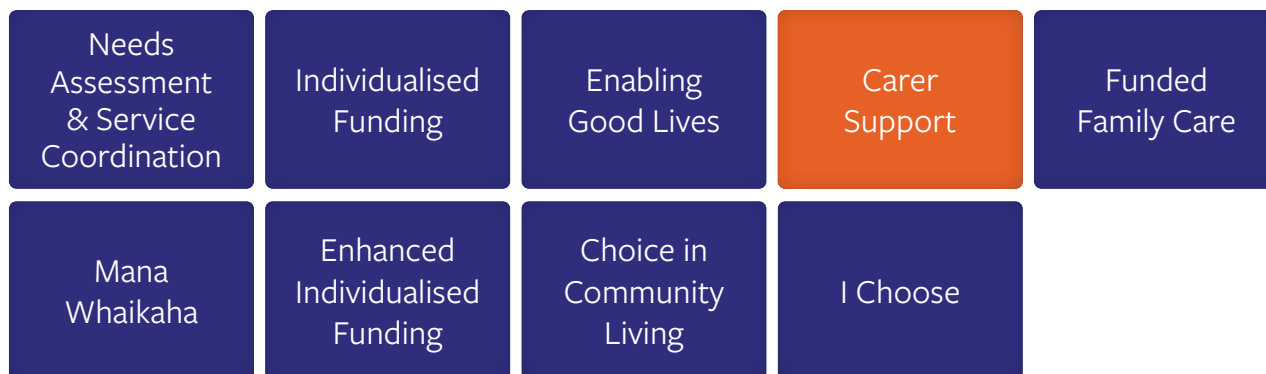 Needs
Assessment
& Service
Coordination
Individualised
Funding
Enabling
Good Lives
Carer
Support
Funded
Family Care
Mana
Whaikaha
Enhanced
Individualised
Funding
Choice in
Community
Living
I Choose